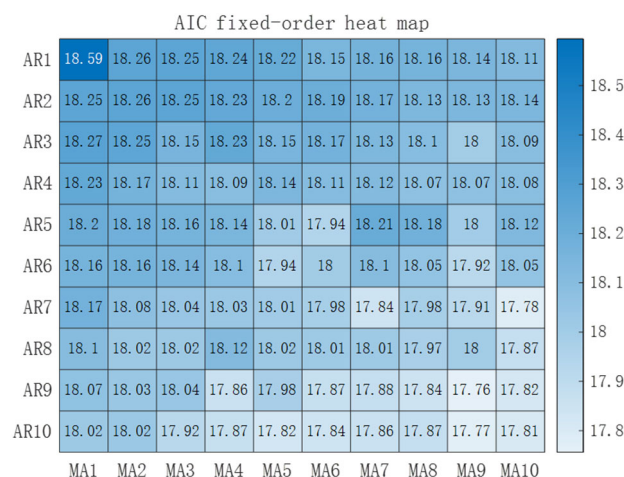 AIC fixed-order heat map
AR1 18.59 18.26 18.25 18.24 18.22 18.15 18.16 18.16 18.14 18.11
AR2 18.25 18.26 18.25 18.23 18.2 18.19 18.17 18.13 18.13 18.14
AR3 18.27 18.25 18.15 18.23 18.15 18.17 18.13 18.1 18 18.09
AR4 18.23 18.17 18.11 18.09 18.14 18.11 18.12 18.07 18.07 18.08
AR5 18.2 18.18 18.16 18.14 18.01 17.94 18.21 18.18 18 18.12
AR6 18.16 18.16 18.14 18.1 17.94 18 18.1 18.05 17.92 18.05
AR7 18.17 18.08 18.04 18.03 18.01 17.98 17.84 17.98 17.91 17.78
AR8 18.1 18.02 18.02 18.12 18.02 18.01 18.01 17.97 18 17.87
AR9 18.07 18.03 18.04 17.86 17.98 17.87 17.88 17.84 17.76 17.82
AR10 18.02 18.02 17.92 17.87 17.82 17.84 17.86 17.87 17.77 17.81
MA1 MA2 MA3 MA4 MA5 MA6 MA7 MA8 MA9 MA10
18.5
18.4
18.3
18.2
18.1
18
17.9
17.8